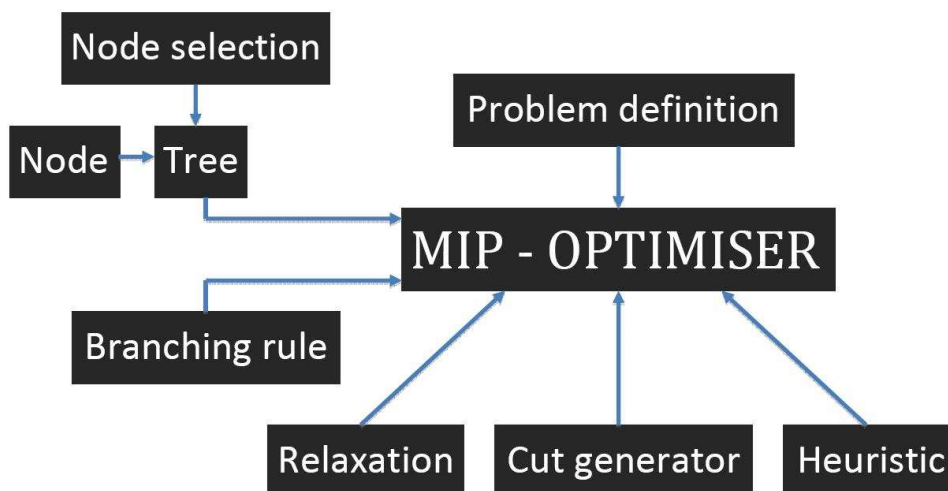 Node selection
Problem definition
Node
Tree
MIP - OPTIMISER
Branching rule
Relaxation
Cut generator
Heuristic